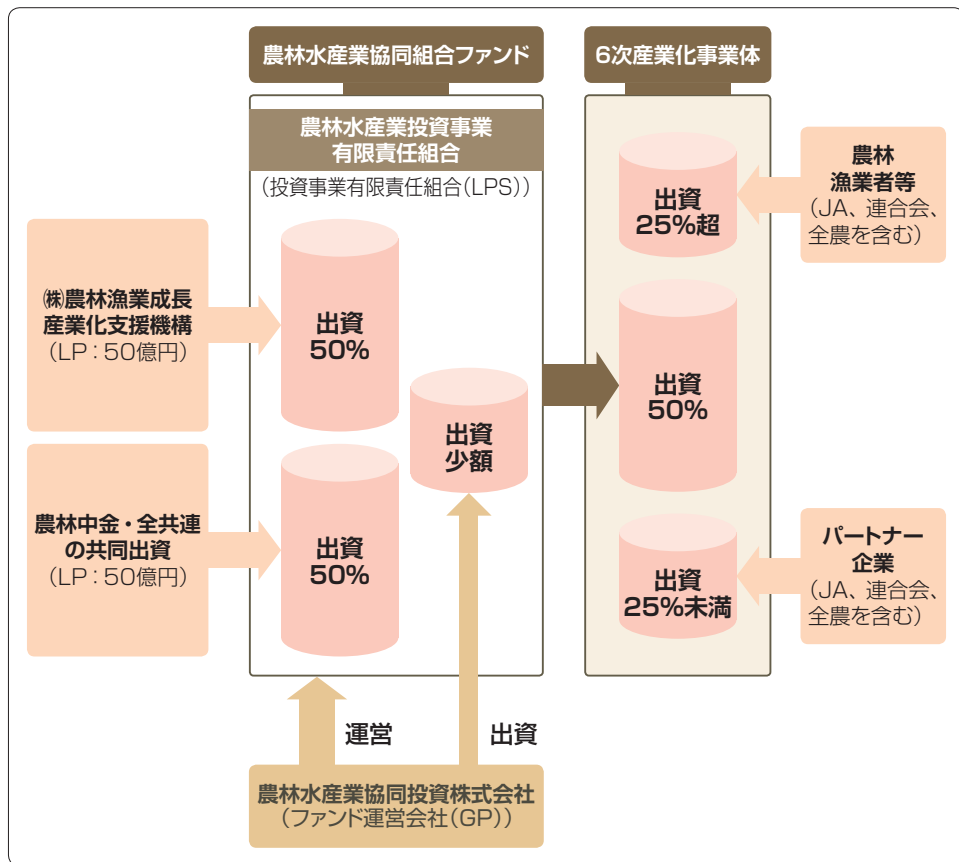 農林水産業協同組合ファンド
6次産業化事業体
農林水産業投資事業
有限責任組合
（投資事業有限責任組合（LPS））
㈱農林漁業成長
産業化支援機構
（LP：50億円）
出資
50%
農林中金・全共連
の共同出資
（LP：50億円）
出資
50%
出資
少額
出資
25%超
出資
50%
出資
25%未満
農林
漁業者等
（JA、連合会、
全農を含む）
パートナー
企業
（JA、連合会、
全農を含む）
運営
出資
農林水産業協同投資株式会社
（ファンド運営会社（GP））